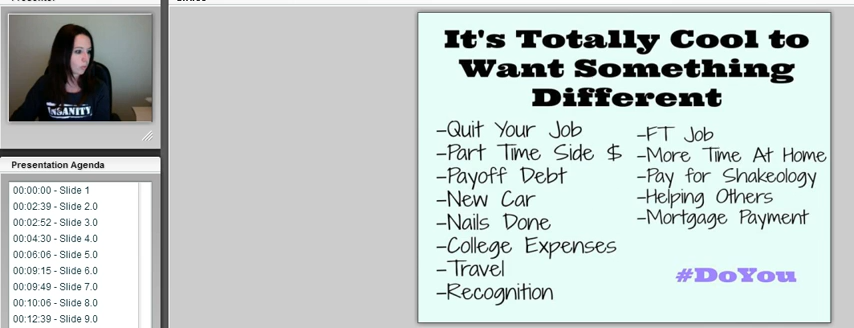 INSANITY
Presentation Agenda
00:00:00 - Slide 1
00:02:39 - Slide 2.0
00:02:52 - Slide 3.0
00:04:30 - Slide 4.0
00:06:06 - Slide 5.0
00:09:15 - Slide 6.0
00:09:49 - Slide 7.0
00:10:06 - Slide 8.0
00:12:39 - Slide 9.0
It's Totally Cool to
Want Something
Different
-Quit Your Job
-Part Time Side $
-Payoff Debt
-New Car
-Nails Done
-College Expenses
-Travel
-Recognition
-FT Job
-More Time At Home
-Pay for Shakeology
-Helping Others
-Mortgage Payment
#DoYou